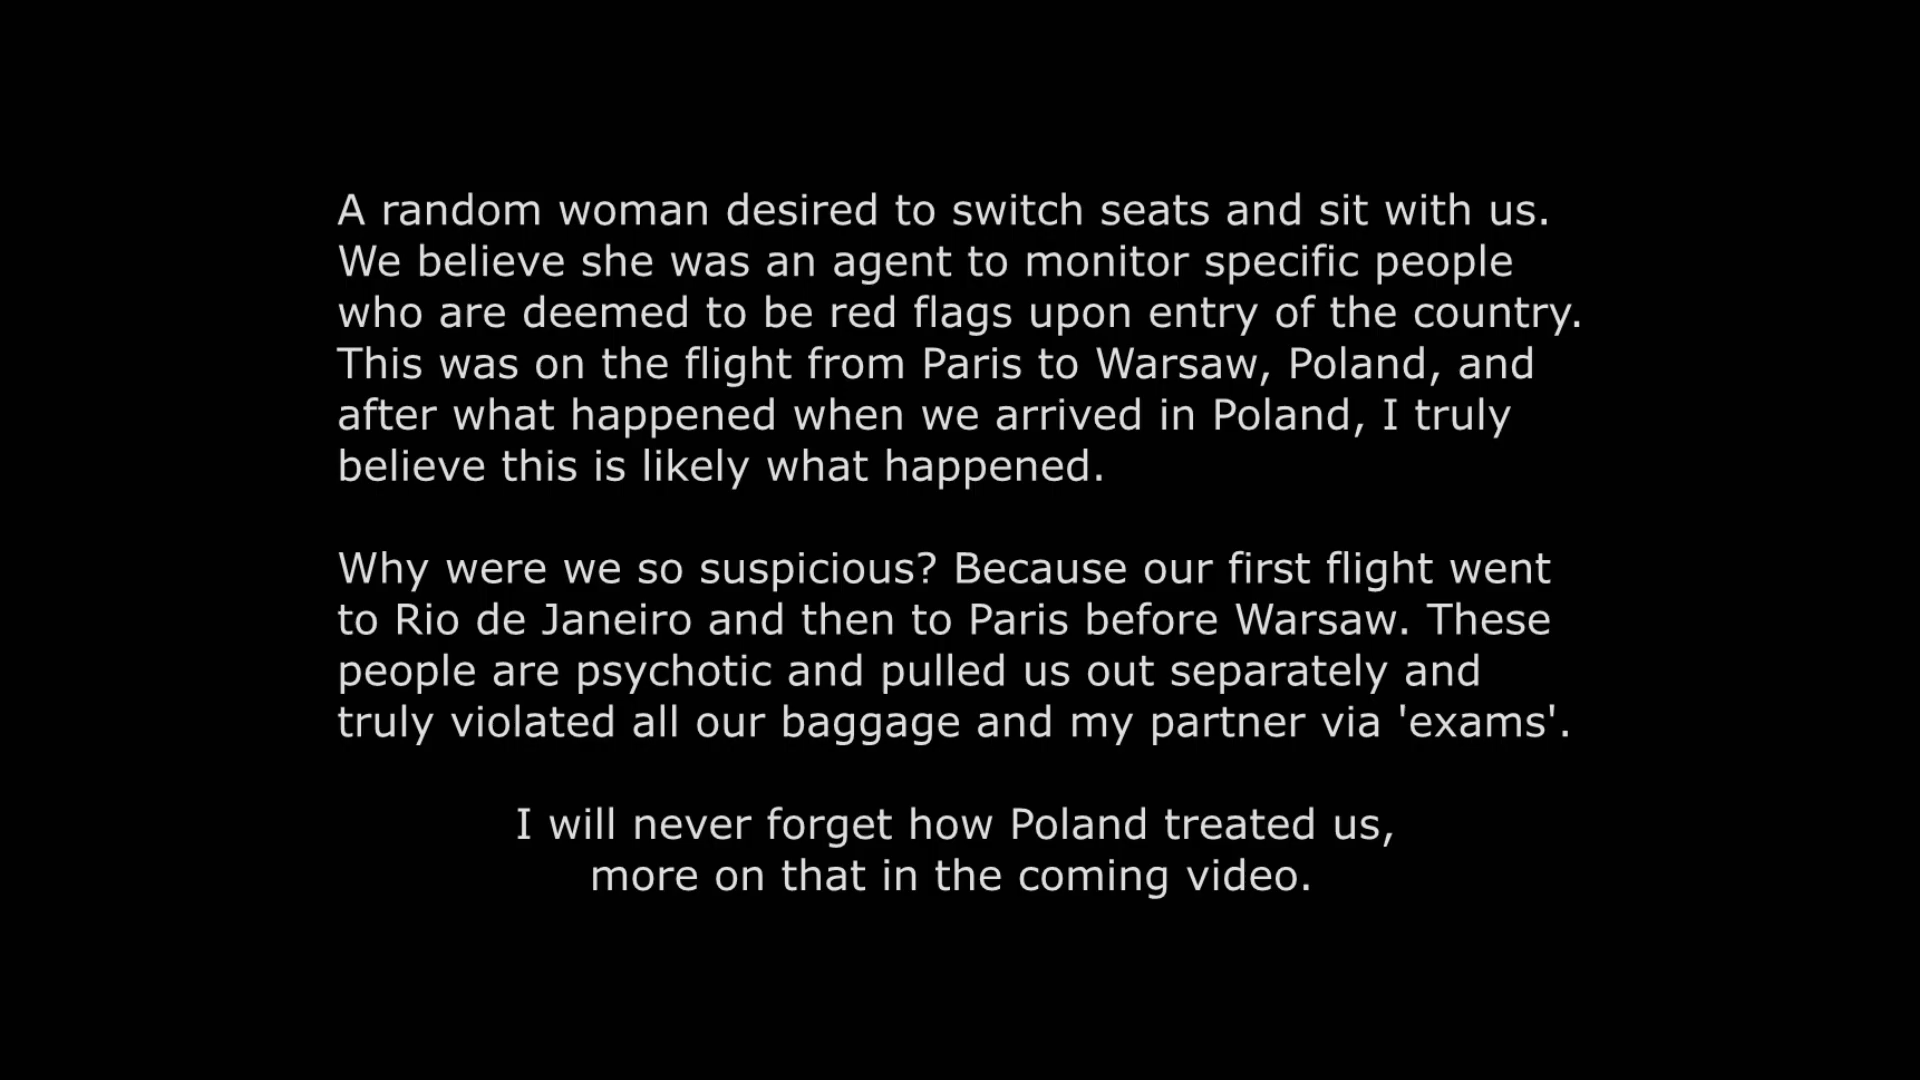 A random woman desired to switch seats and sit with us.
We believe she was an agent to monitor specific people
who are deemed to be red flags upon entry of the country.
This was on the flight from Paris to Warsaw, Poland, and
after what happened when we arrived in Poland, I truly
believe this is likely what happened.
Why were we so suspicious? Because our first flight went
to Rio de Janeiro and then to Paris before Warsaw. These
people are psychotic and pulled us out separately and
truly violated all our baggage and my partner via 'exams'.
I will never forget how Poland treated us,
more on that in the coming video.